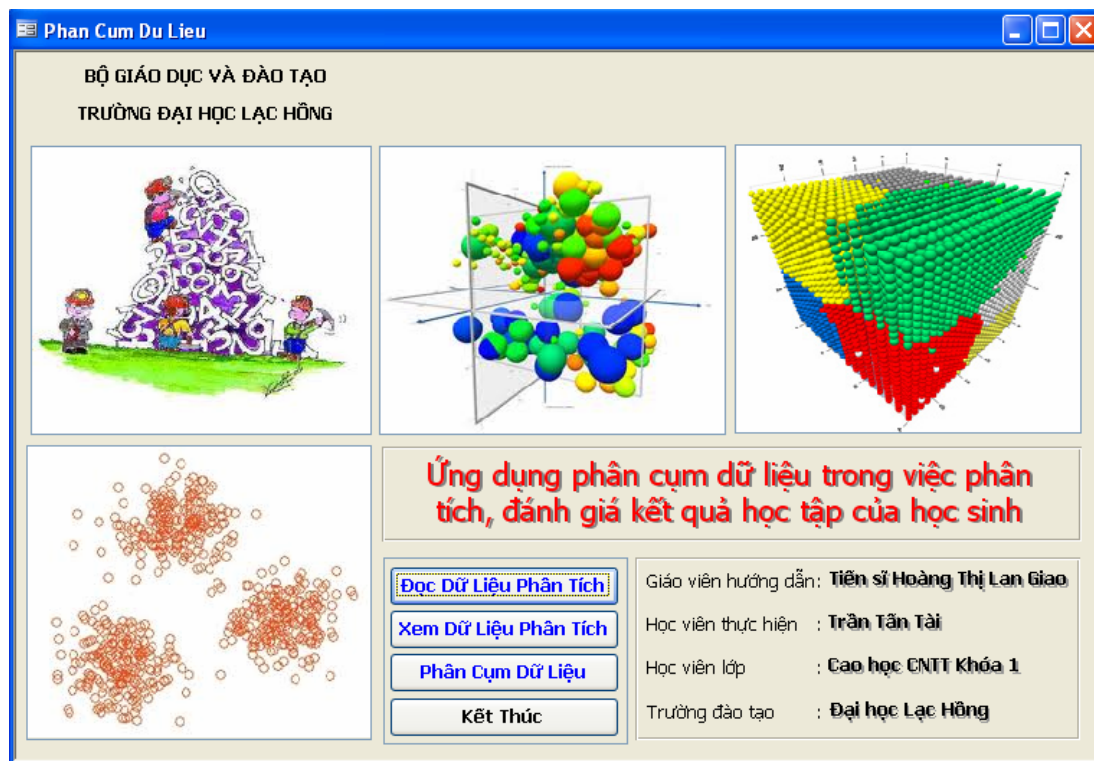 Phan Cum Du Lieu
BỘ GIÁO DỤC VÀ ĐÀO TẠO
TRƯỜNG ĐẠI HỌC LẠC HỒNG
Ứng dụng phân cụm dữ liệu trong việc phân
tích, đánh giá kết quả học tập của học sinh
Đọc Dữ Liệu Phân Tích
Xem Dữ Liệu Phân Tích
Phân Cụm Dữ Liệu
Kết Thúc
Giáo viên hướng dẫn: Tiến sĩ Hoàng Thị Lan Giao
Học viên thực hiện : Trần Tấn Tài
Học viên lớp : Cao học CNTT Khóa 1
Trường đào tạo : Đại học Lạc Hồng